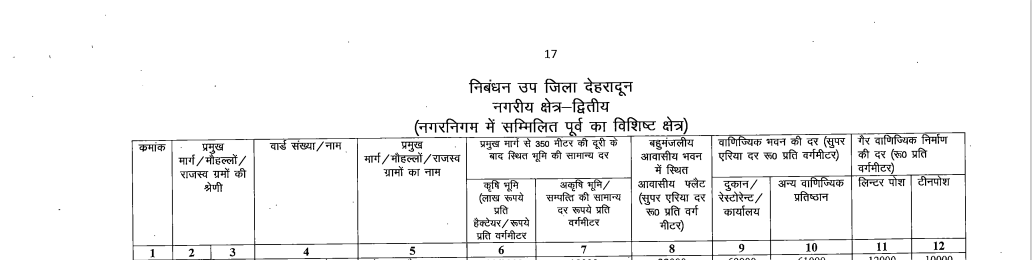 17
निबंधन उप जिला देहरादून
नगरीय क्षेत्र–द्वितीय
(नगरनिगम में सम्मिलित पूर्व का विशिष्ट क्षेत्र)
कमांक
प्रमुख
मार्ग/मौहल्लों/
राजस्व ग्रमों की
श्रेणी
वार्ड संख्या/नाम
प्रमुख
मार्ग/मौहल्लों/राजस्व
ग्रामों का नाम
प्रमुख मार्ग से 350 मीटर की दूरी के
बाद स्थित भूमि की सामान्य दर
कृषि भूमि
(लाख रूपये
प्रति
हैक्टेयर/रूपये
प्रति वर्गमीटर
अकृषि भूमि/
सम्पत्ति की सामान्य
दर रूपये प्रति
वर्गमीटर
बहुमंजलीय
आवासीय भवन
में स्थित
आवासीय फ्लैट
(सुपर एरिया दर
रू0 प्रति वर्ग
मीटर)
वाणिज्यिक भवन की दर (सुपर
एरिया दर रू0 प्रति वर्गमीटर)
दुकान/
रेस्टोरेन्ट/
कार्यालय
अन्य वाणिज्यिक
प्रतिष्ठान
गैर वाणिज्यिक निर्माण
की दर (रू0 प्रति
वर्गमीटर)
लिन्टर पोश
टीनपोश
1 2 3 4 5 6 7 8 9 10 11 12